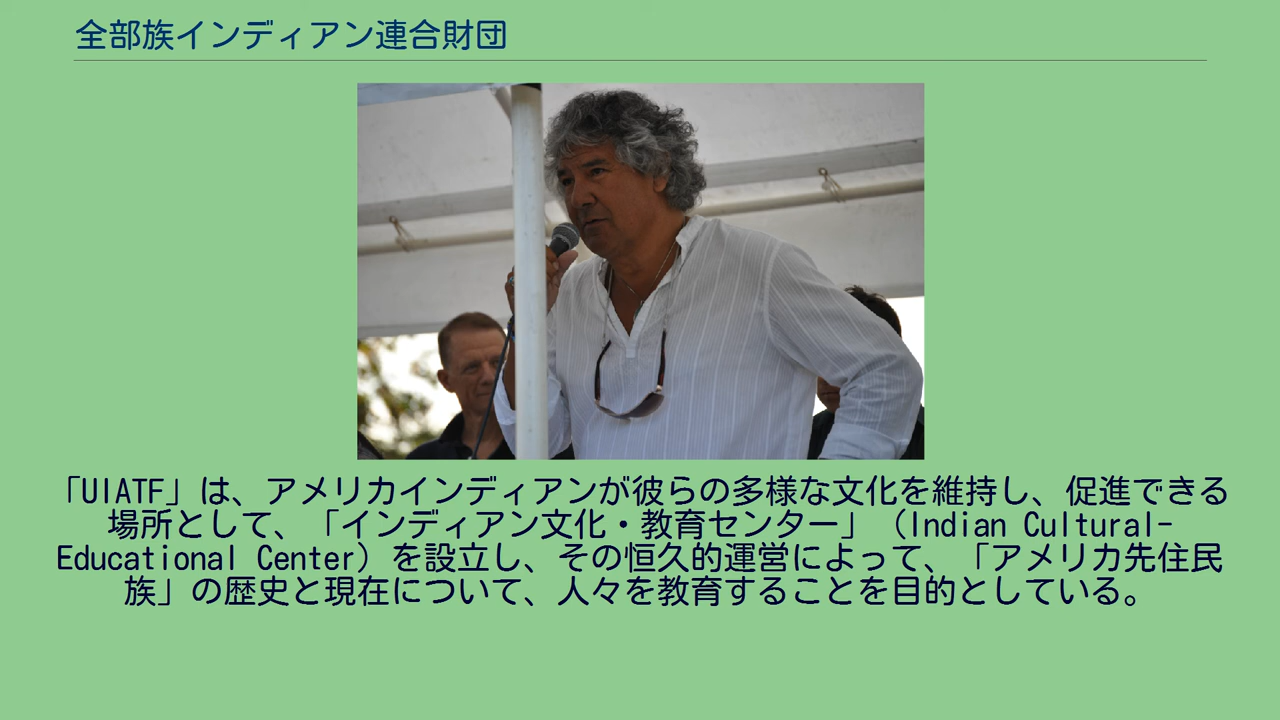 全部族インディアン連合財団
「UIATF」は、アメリカインディアンが彼らの多様な文化を維持し、促進できる
場所として、「インディアン文化・教育センター」（Indian Cultural-
Educational Center）を設立し、その恒久的運営によって、「アメリカ先住民
族」の歴史と現在について、人々を教育することを目的としている。